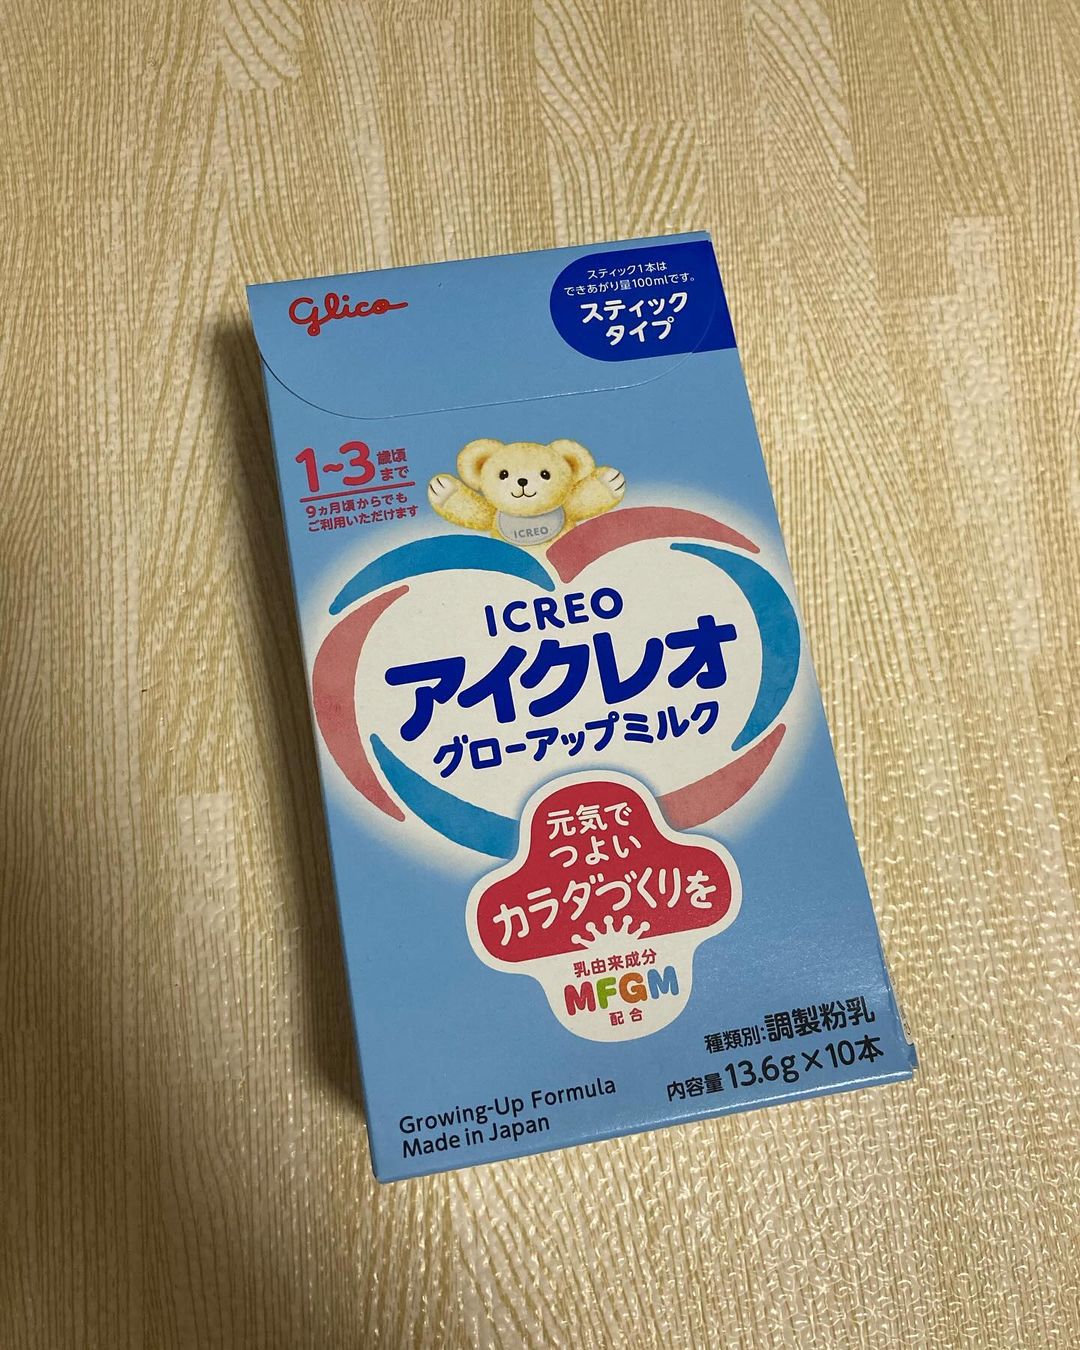 Glico
スティック1本は
できあがり量100mlです。
スティック
タイプ
1~3歳頃まで
9ヵ月頃からでも
ご利用いただけます
ICREO
ICREO
アイクレオ
グローアップミルク
元気で
つよい
カラダづくりを
乳由来成分
MFGM
配合
種類別:調製粉乳
内容量13.6g×10本
Growing-Up Formula
Made in Japan